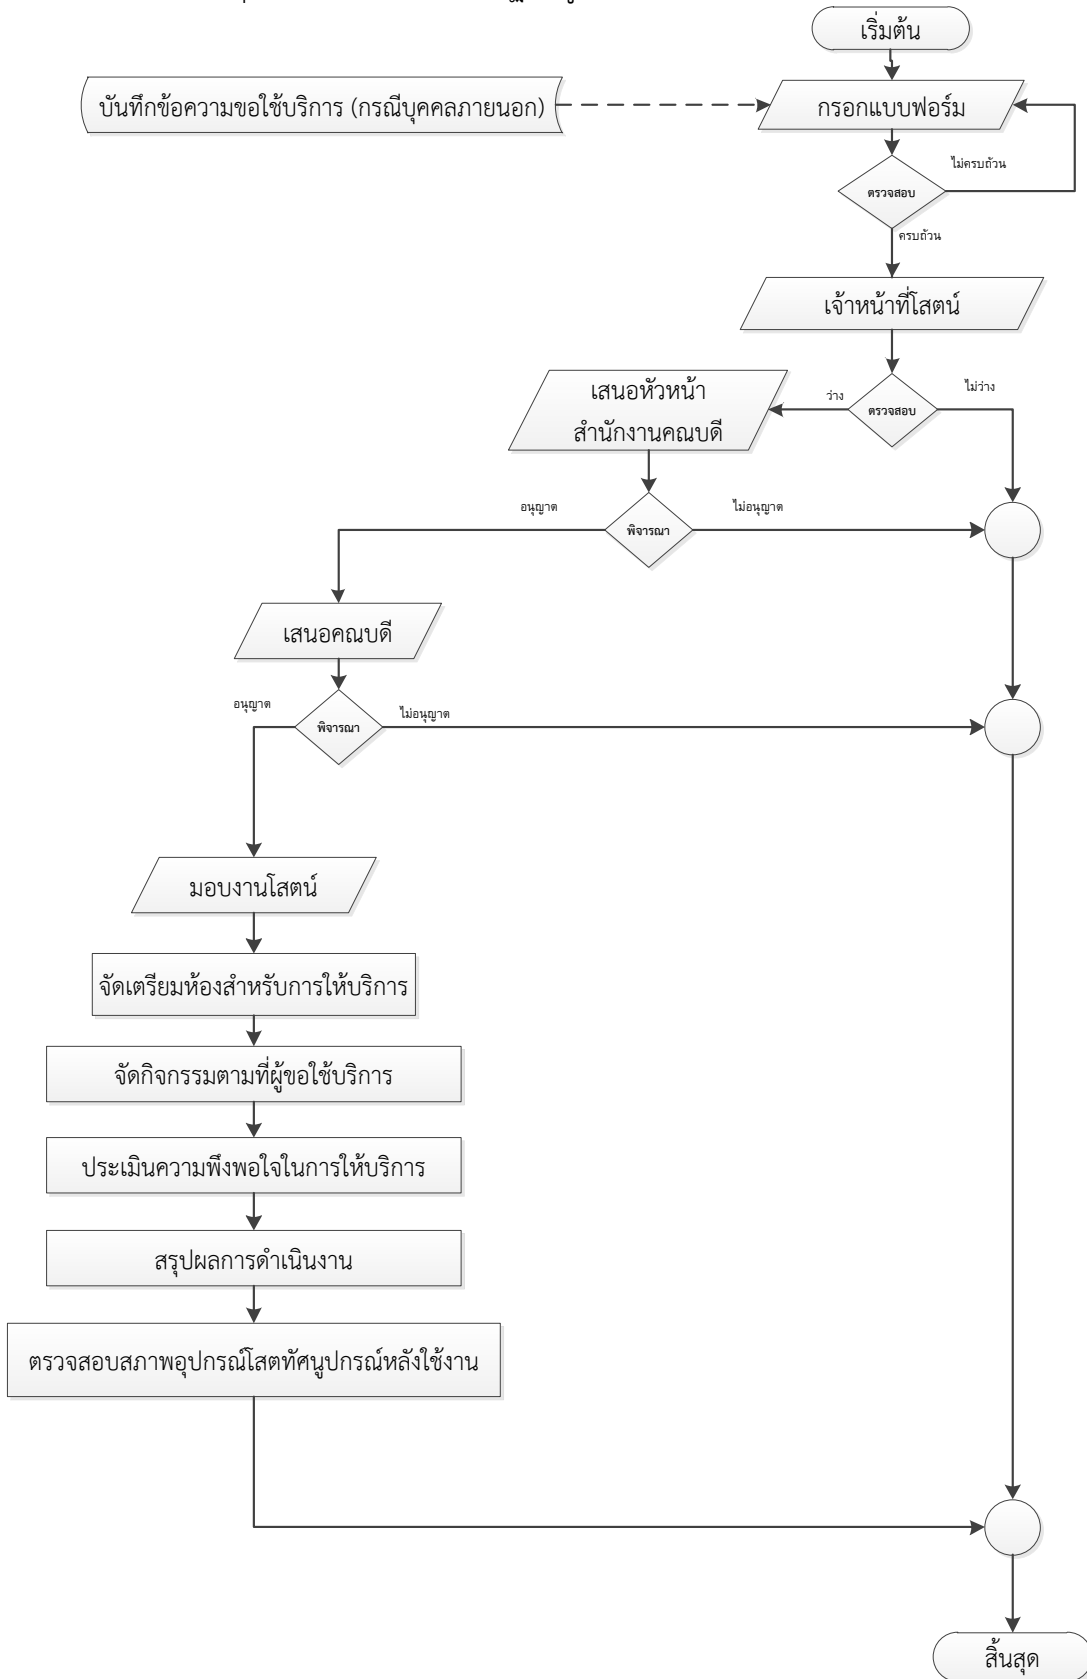 เริ่มต้น
บันทึกข้อความขอใช้บริการ (กรณีบุคคลภายนอก)
กรอกแบบฟอร์ม
ไม่ครบถ้วน
ตรวจสอบ
ครบถ้วน
เจ้าหน้าที่โสตน์
เสนอหัวหน้า
สำนักงานคณบดี
ว่าง
ตรวจสอบ
ไม่ว่าง
อนุญาต
พิจารณา
ไม่อนุญาต
เสนอคณบดี
อนุญาต
พิจารณา
ไม่อนุญาต
มอบงานโสตน์
จัดเตรียมห้องสำหรับการให้บริการ
จัดกิจกรรมตามที่ผู้ขอใช้บริการ
ประเมินความพึงพอใจในการให้บริการ
สรุปผลการดำเนินงาน
ตรวจสอบสภาพอุปกรณ์โสตทัศนูปกรณ์หลังใช้งาน
สิ้นสุด